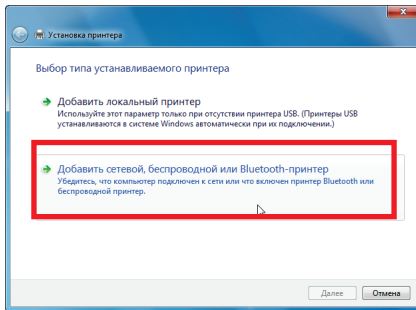 Установка принтера
Выбор типа устанавливаемого принтера
Добавить локальный принтер
Используйте этот параметр только при отсутствии принтера USB. (Принтеры USB
устанавливаются в системе Windows автоматически при их подключении.)
Добавить сетевой, беспроводной или Bluetooth-принтер
Убедитесь, что компьютер подключен к сети или что включен принтер Bluetooth или
беспроводной принтер.
Далее Отмена